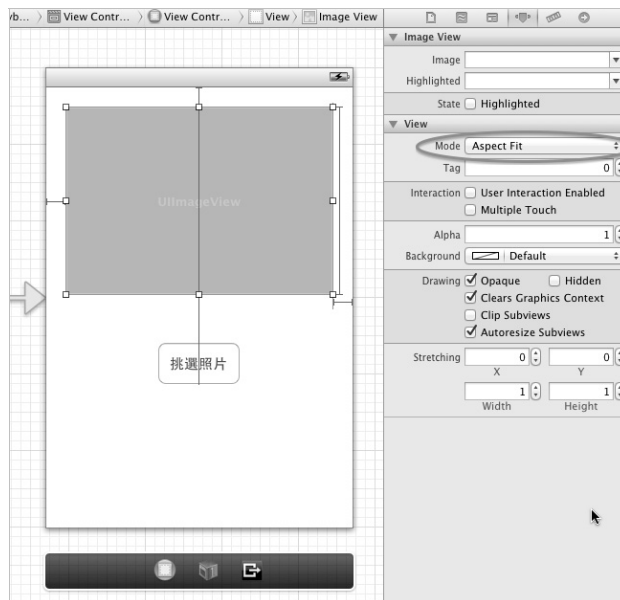 yb... View Contr... View Contr... View Image View
Image View
Image
Highlighted
State Highlighted
View
Mode Aspect Fit
Tag 0
Interaction User Interaction Enabled
Multiple Touch
Alpha 1
Background Default
Drawing Opaque Hidden
Clears Graphics Context
Clip Subviews
Autoresize Subviews
Stretching 0 0
X Y
1 1
Width Height
UIImageView
挑選照片